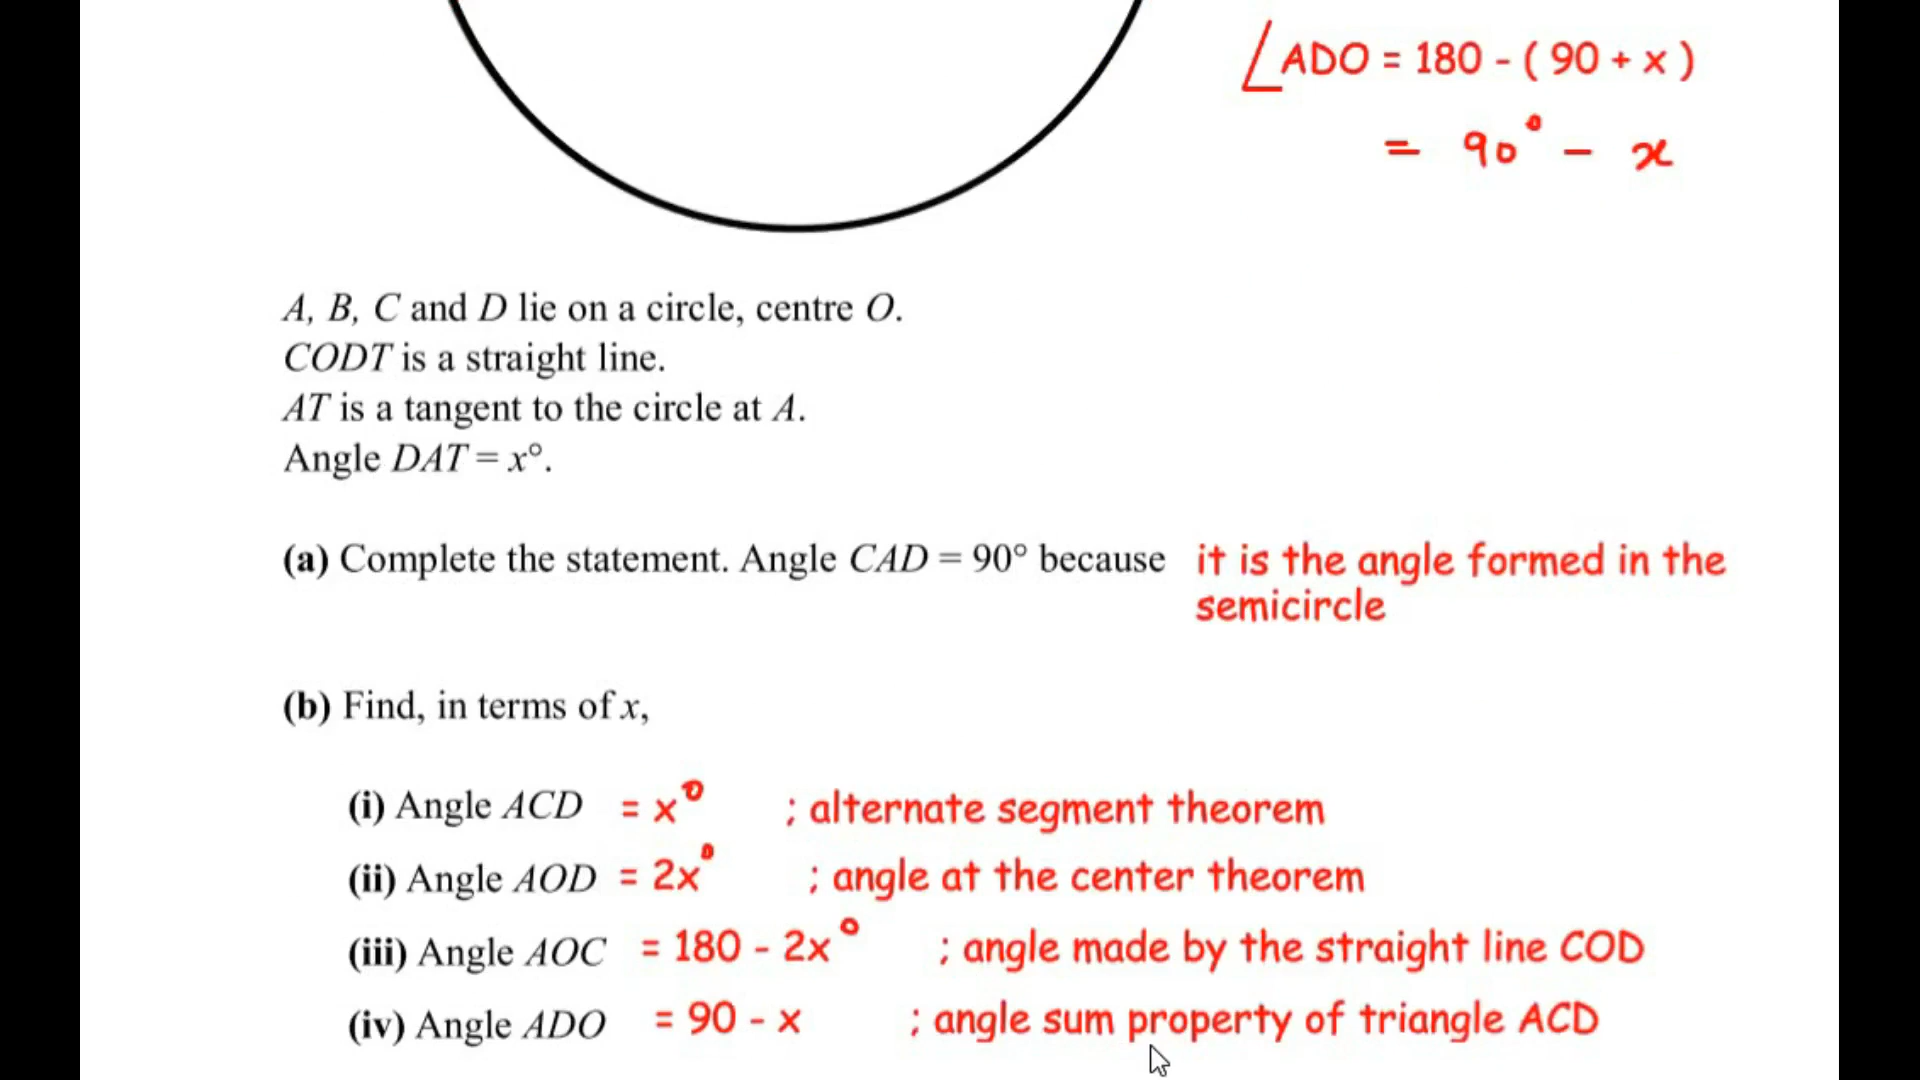 ∠ADO = 180 - ( 90 + x )
= 90° - x
A, B, C and D lie on a circle, centre O.
CODT is a straight line.
AT is a tangent to the circle at A.
Angle DAT = x°.
(a) Complete the statement. Angle CAD = 90° because it is the angle formed in the
semicircle
(b) Find, in terms of x,
(i) Angle ACD = x° ; alternate segment theorem
(ii) Angle AOD = 2x° ; angle at the center theorem
(iii) Angle AOC = 180 - 2x° ; angle made by the straight line COD
(iv) Angle ADO = 90 - x ; angle sum property of triangle ACD